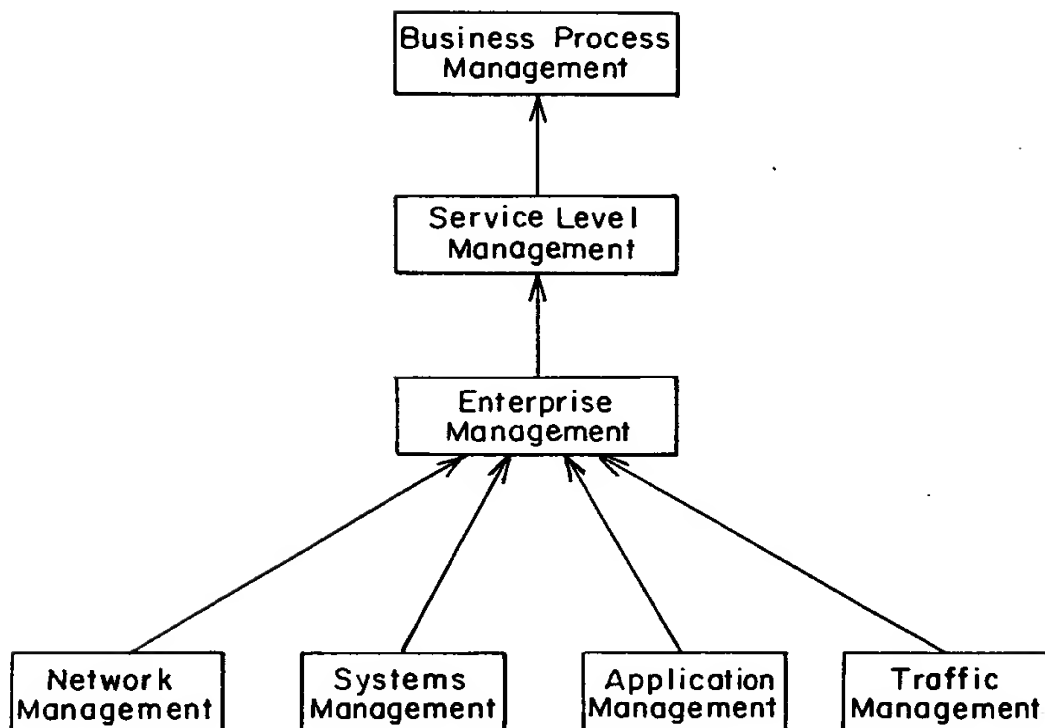 Business Process
Management
Service Level
Management
Enterprise
Management
Network
Management
Systems
Management
Application
Management
Traffic
Management